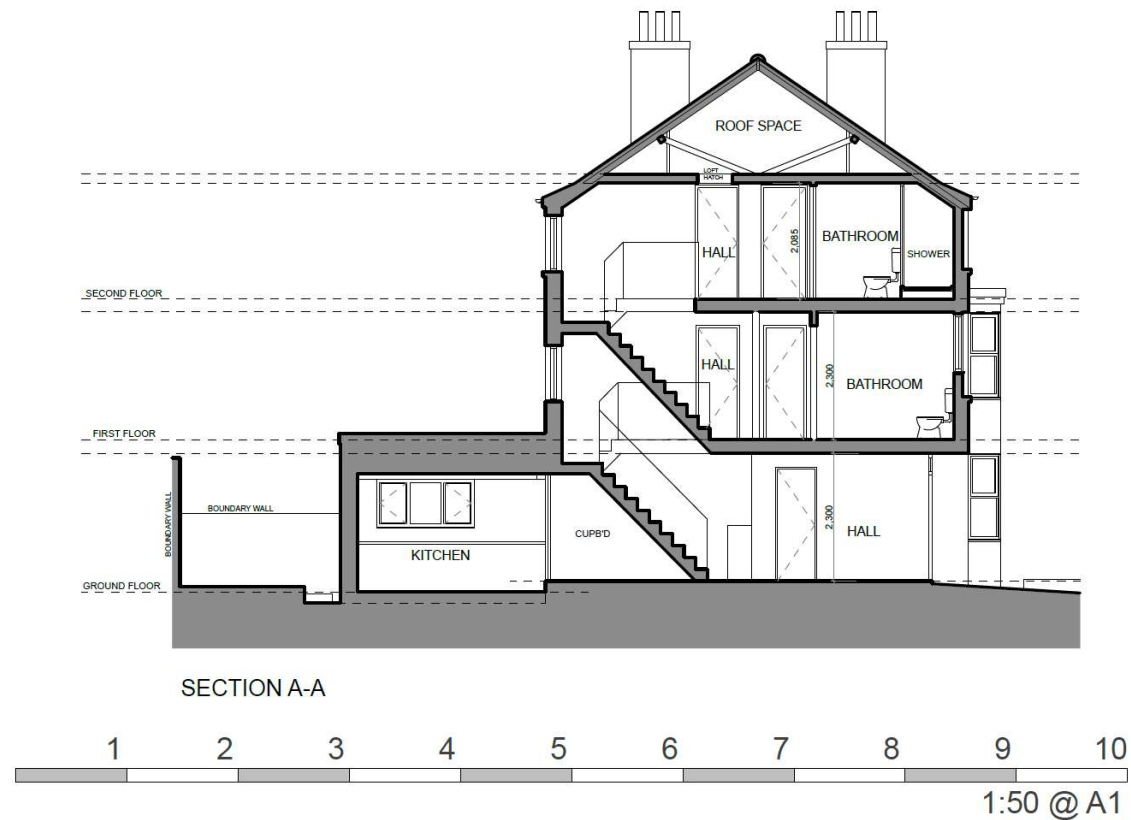 ROOF SPACE
LOFT
HATCH
HALL
2,085
BATHROOM
SHOWER
SECOND FLOOR
HALL
2,300
BATHROOM
FIRST FLOOR
BOUNDARY WALL
BOUNDARY WALL
KITCHEN
CUPB'D
2,300
HALL
GROUND FLOOR
SECTION A-A
1 2 3 4 5 6 7 8 9 10
1:50 @ A1